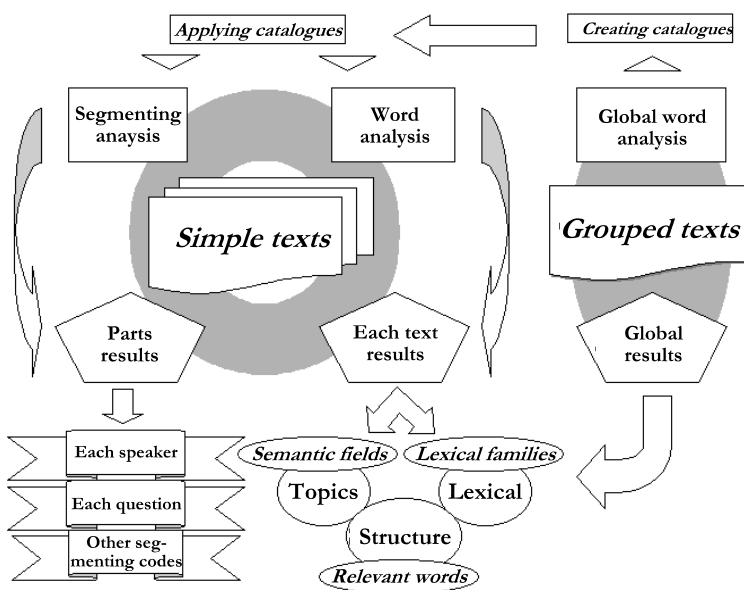 Applying catalogues
Creating catalogues
Segmenting
anaysis
Word
analysis
Global word
analysis
Simple texts
Grouped texts
Parts
results
Each text
results
Global
results
Each speaker
Each question
Other seg-
menting codes
Semantic fields
Lexical families
Topics
Lexical
Structure
Relevant words